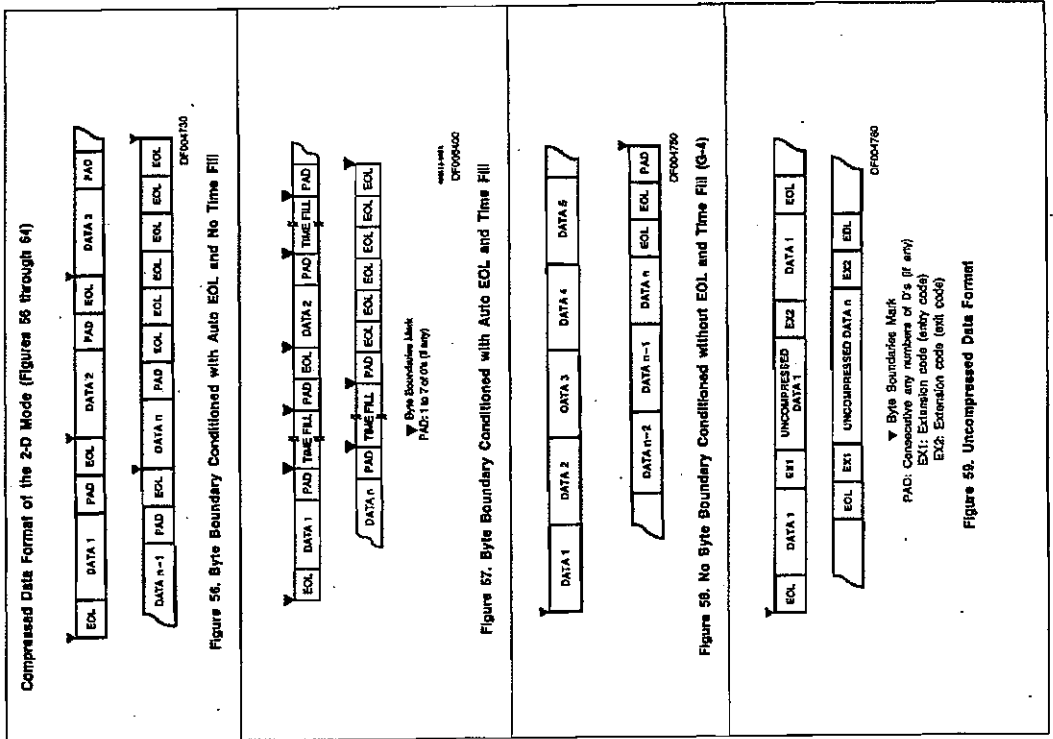 Compressed Data Format of the 2-D Mode (Figures 56 through 64)
EOL DATA 1 PAD EOL DATA 2 PAD EOL DATA 3 PAD
DATA n-1 PAD EOL DATA n PAD EOL EOL EOL EOL EOL EOL
DF004730
Figure 56. Byte Boundary Conditioned with Auto EOL and No Time Fill
EOL DATA 1 PAD TIME FILL PAD EOL DATA 2 PAD TIME FILL PAD
DATA n PAD TIME FILL PAD EOL EOL EOL EOL EOL EOL
▼ Byte Boundaries Mark
PAD: 1 to 7 of 0's (if any)
DF005400
Figure 57. Byte Boundary Conditioned with Auto EOL and Time Fill
DATA 1 DATA 2 DATA 3 DATA 4 DATA 5
DATA n-2 DATA n-1 DATA n EOL EOL PAD
DF004750
Figure 58. No Byte Boundary Conditioned without EOL and Time Fill (G-4)
EOL DATA 1 EX1 UNCOMPRESSED DATA 1 EX2 DATA 1 EOL
EOL EX1 UNCOMPRESSED DATA n EX2 EOL
DF004760
▼ Byte Boundaries Mark
PAD: Consecutive any numbers of 0's (if any)
EX1: Extension code (entry code)
EX2: Extension code (exit code)
Figure 59. Uncompressed Data Format